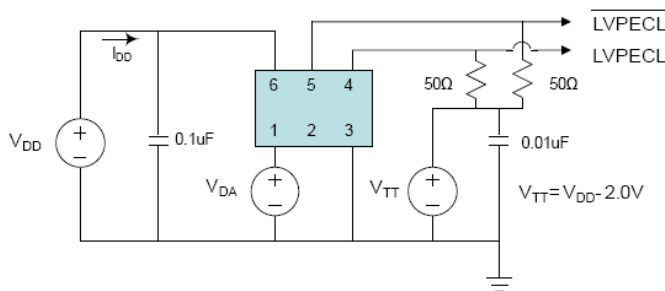 LVPECL
I_DD
LVPECL
6 5 4
50Ω
50Ω
1 2 3
V_DD
+
−
0.1uF
V_DA
+
−
V_TT
+
−
0.01uF
V_TT=V_DD-2.0V